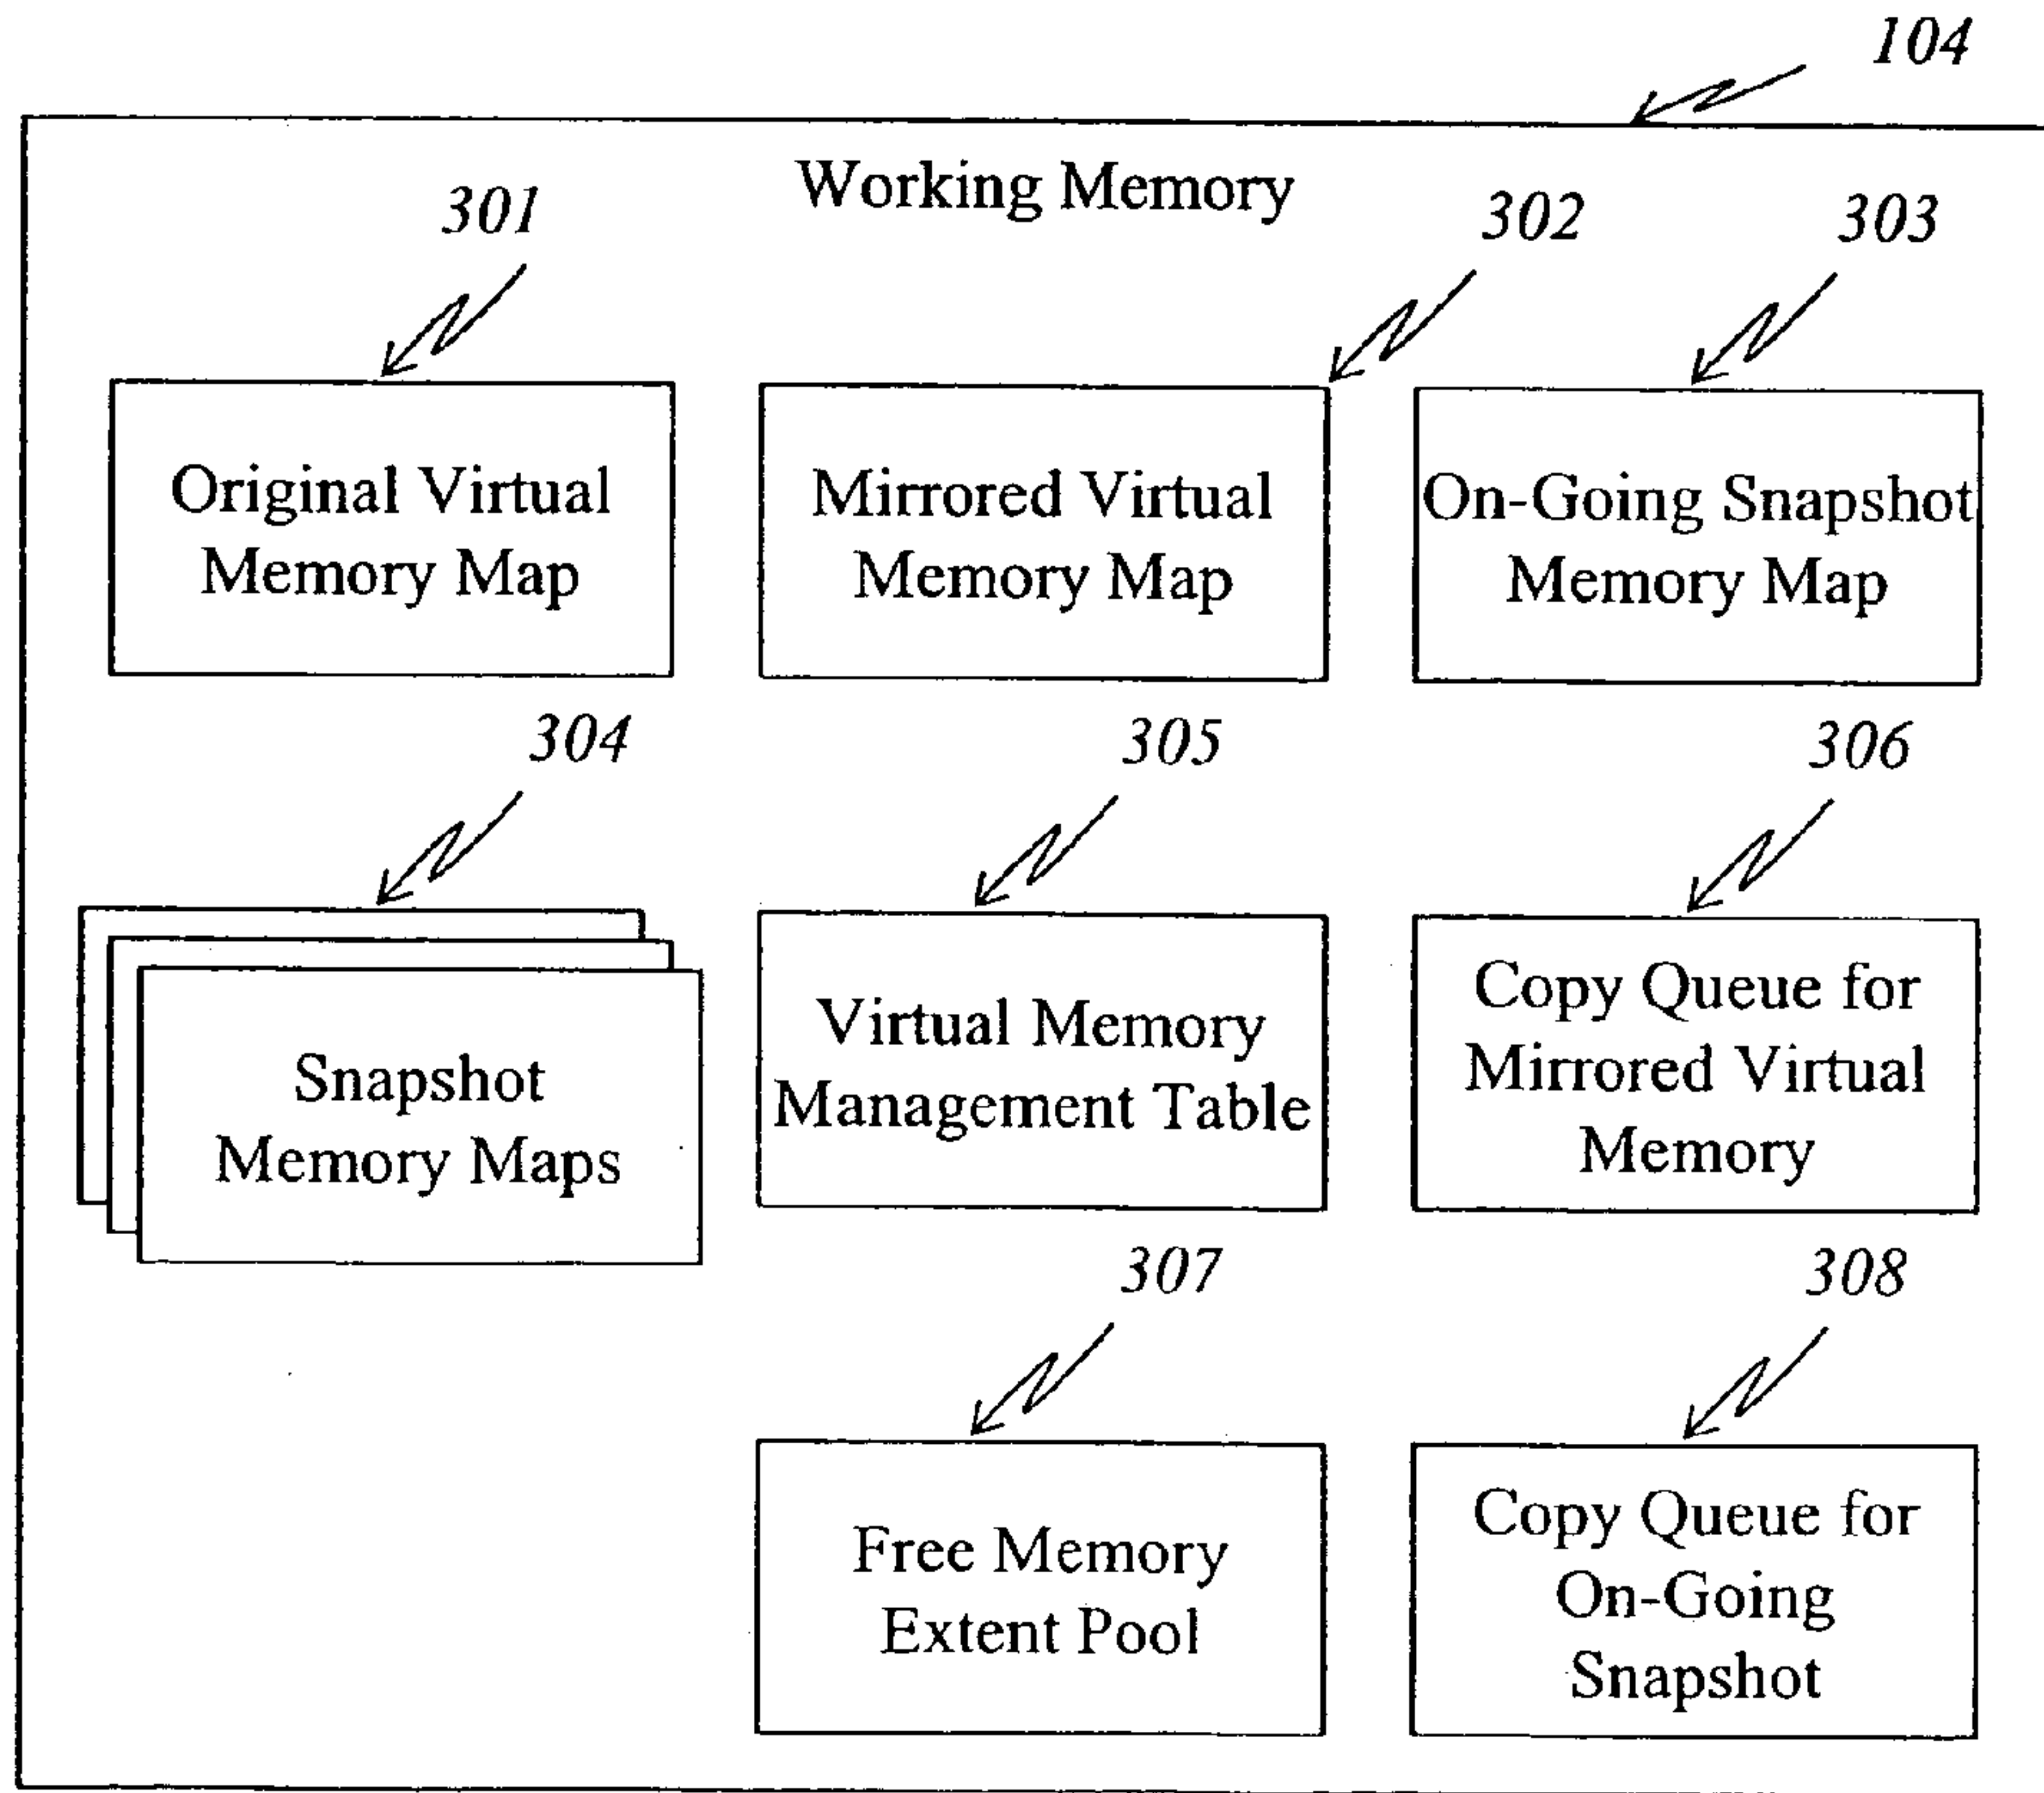 104
Working Memory
301
302
303
Original Virtual
Memory Map
Mirrored Virtual
Memory Map
On-Going Snapshot
Memory Map
304
305
306
Snapshot
Memory Maps
Virtual Memory
Management Table
Copy Queue for
Mirrored Virtual
Memory
307
308
Free Memory
Extent Pool
Copy Queue for
On-Going
Snapshot